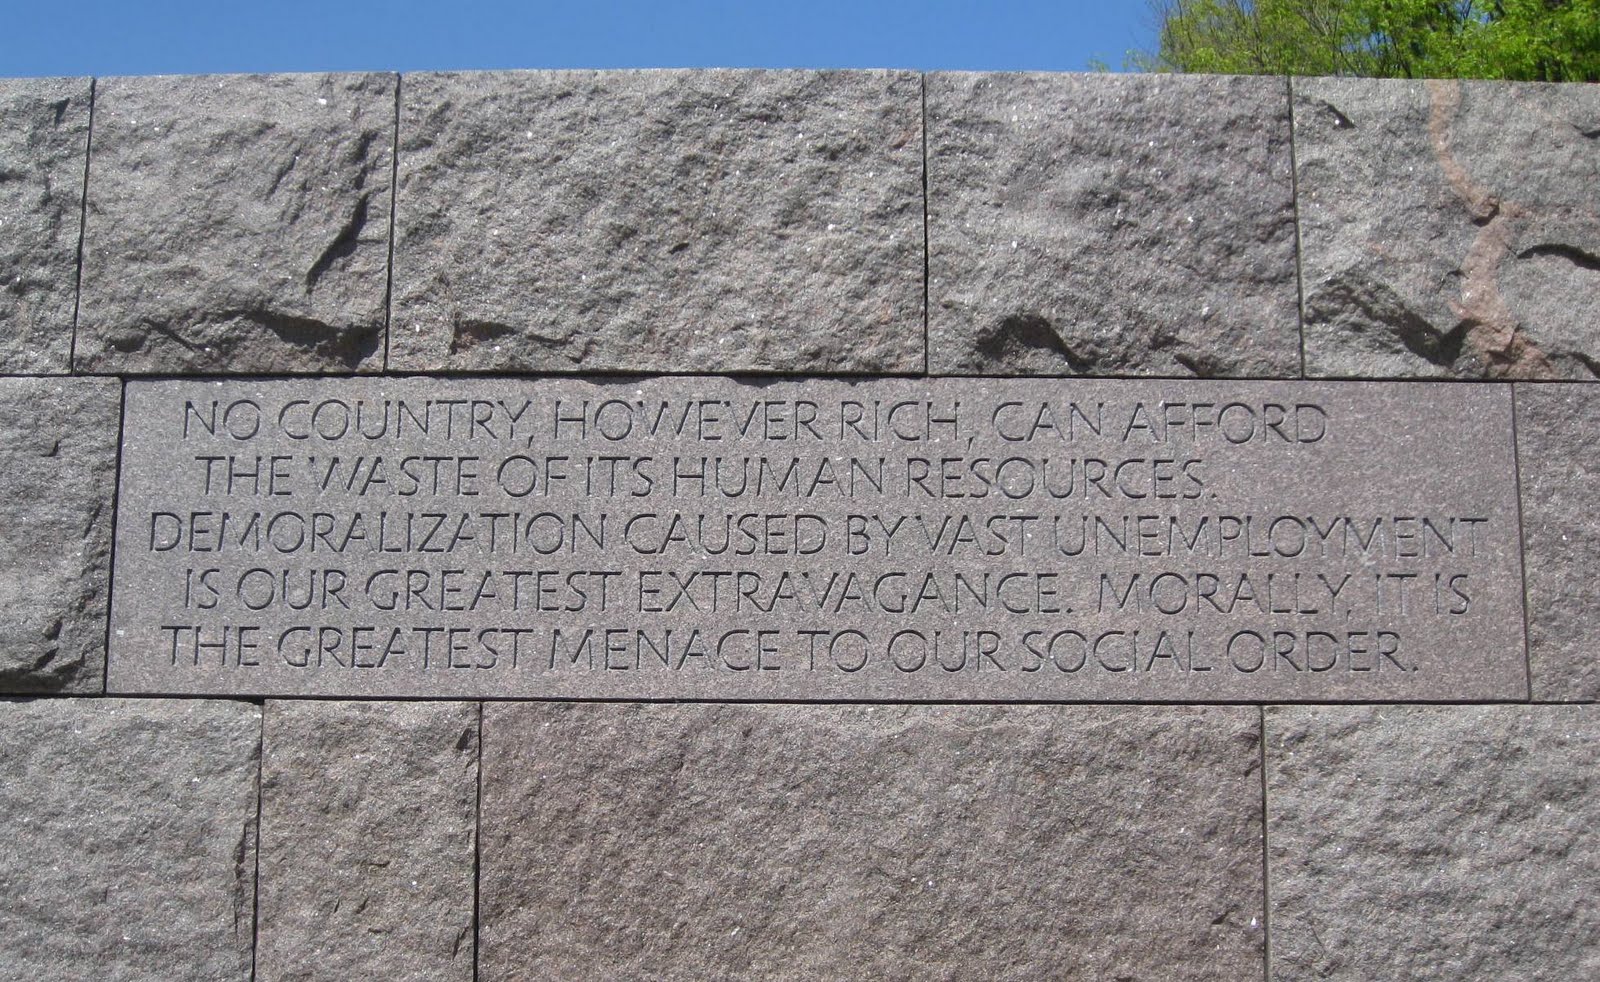 NO COUNTRY, HOWEVER RICH, CAN AFFORD
THE WASTE OF ITS HUMAN RESOURCES.
DEMORALIZATION CAUSED BY VAST UNEMPLOYMENT
IS OUR GREATEST EXTRAVAGANCE. MORALLY, IT IS
THE GREATEST MENACE TO OUR SOCIAL ORDER.